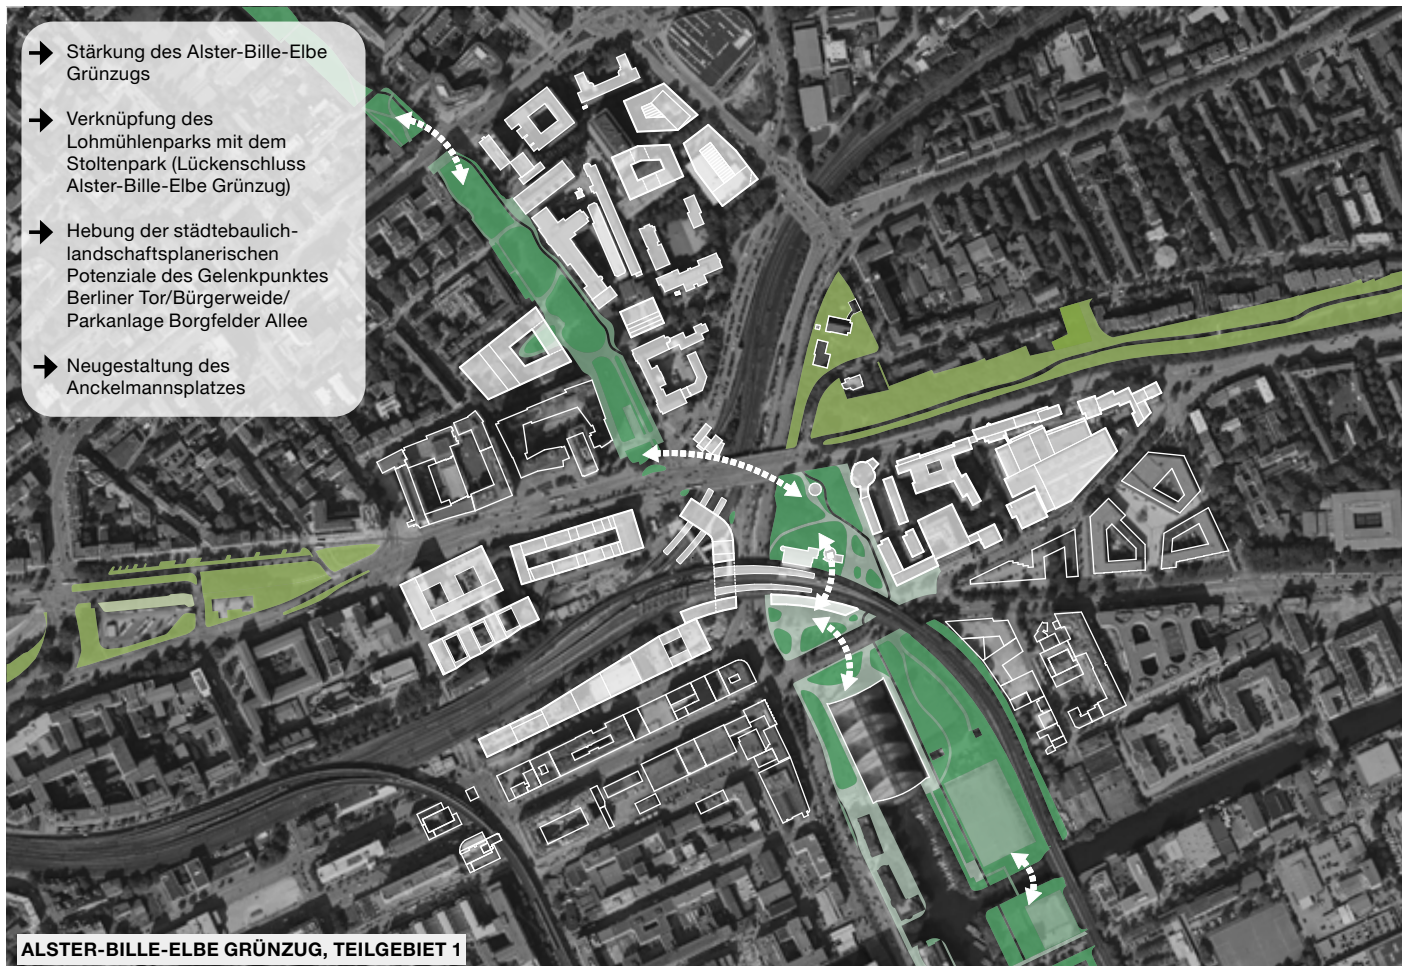 Stärkung des Alster-Bille-Elbe
Grünzugs
Verknüpfung des
Lohmühlenparks mit dem
Stoltenpark (Lückenschluss
Alster-Bille-Elbe Grünzug)
Hebung der städtebaulich-
landschaftsplanerischen
Potenziale des Gelenkpunktes
Berliner Tor/Bürgerweide/
Parkanlage Borgfelder Allee
Neugestaltung des
Anckelmannsplatzes
ALSTER-BILLE-ELBE GRÜNZUG, TEILGEBIET 1